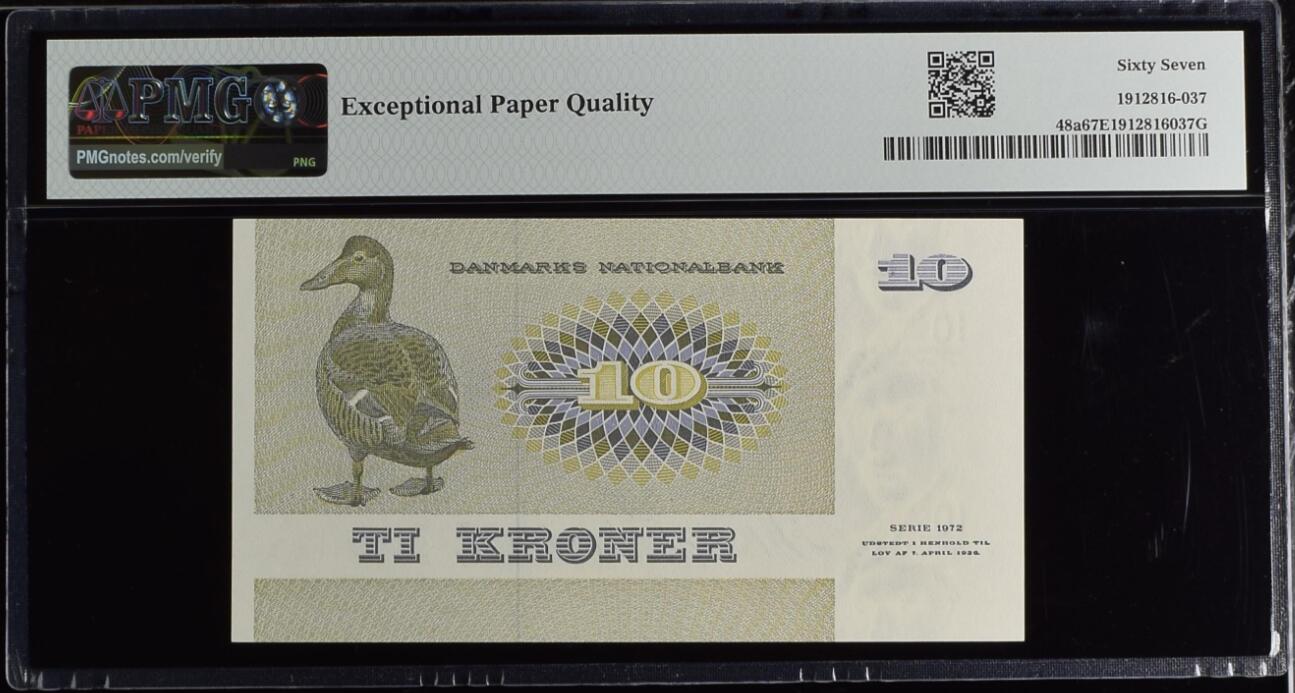 PMG
PMGnotes.com/verify
PNG
Exceptional Paper Quality
Sixty Seven
1912816-037
48a67E1912816037G
DANMARKS NATIONALBANK
10
10
TI KRONER
SERIE 1972
UDSTEDT I HENHOLD TIL
LOV AF 7. APRIL 1936.